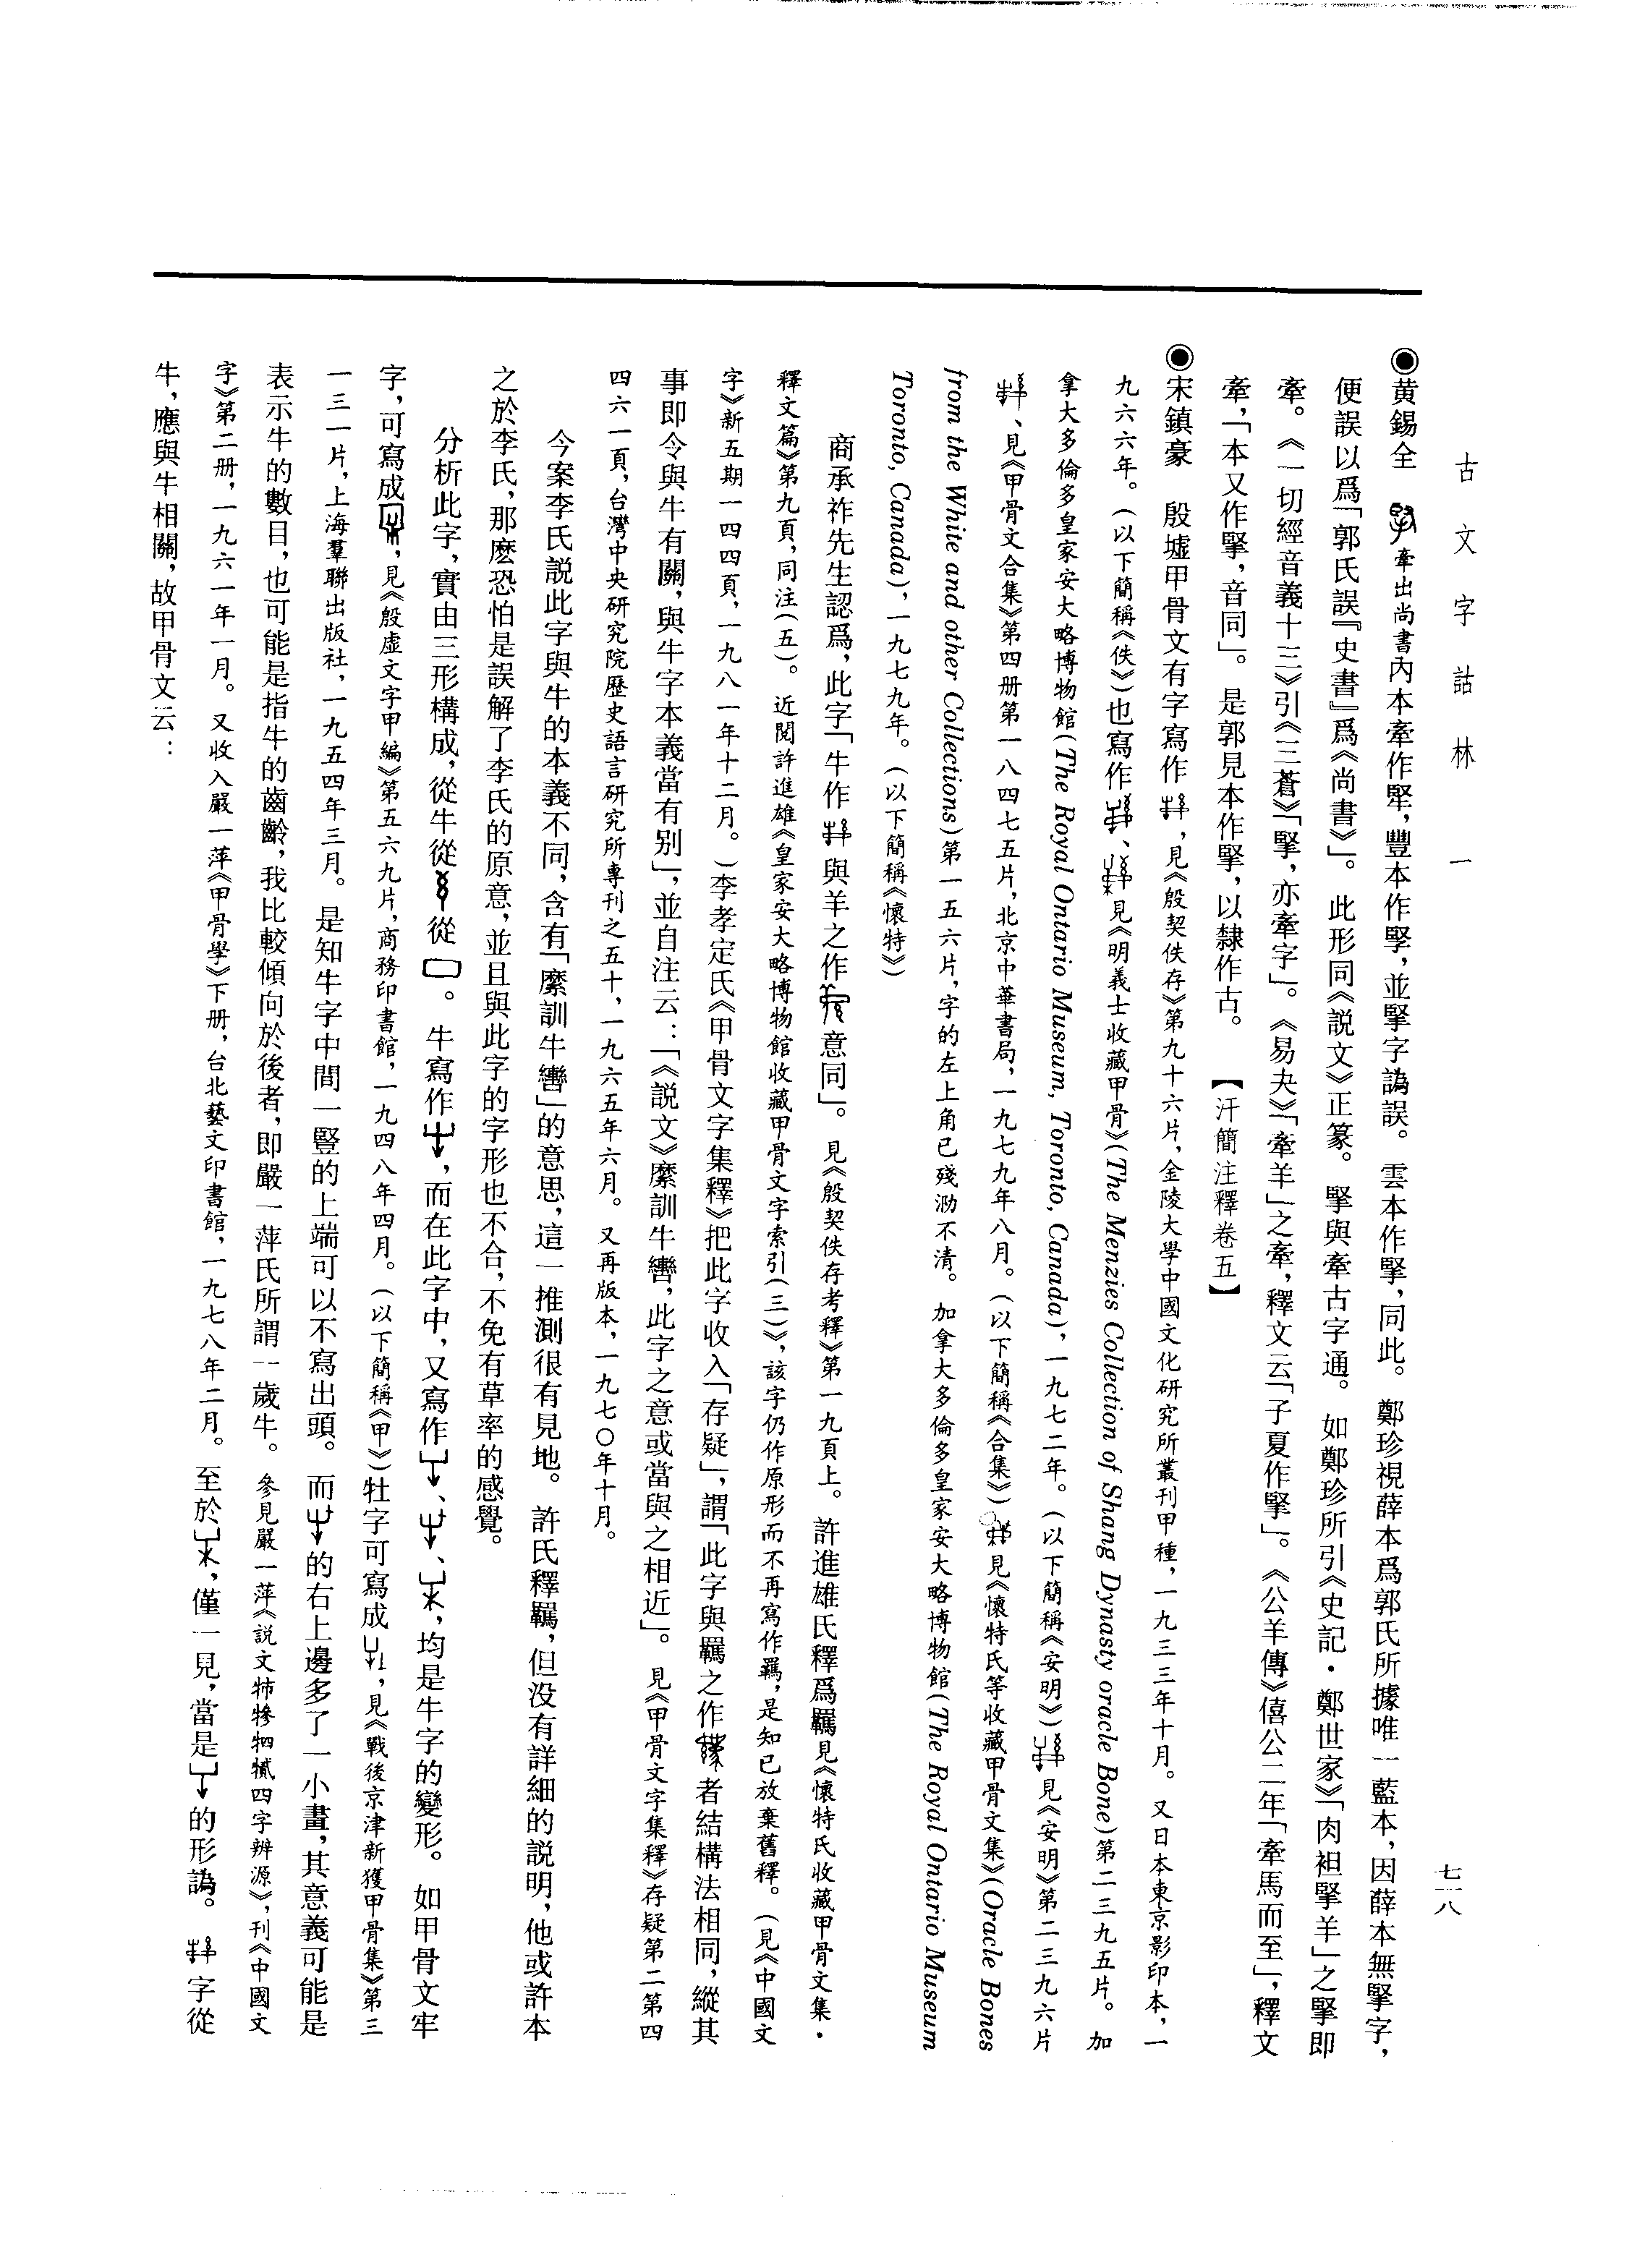 古文字詁林 一
七一八
◉黃錫全 牽出尚書內本牽作掔,豐本作掔,並掔字譌誤。雲本作掔,同此。鄭珍視薛本爲郭氏所據唯一藍本,因薛本無掔字,
便誤以爲「郭氏誤『史書』爲《尚書》」。此形同《説文》正篆。掔與牽古字通。如鄭珍所引《史記·鄭世家》「肉袒掔羊」之掔即
牽。《一切經音義十三》引《三蒼》「掔,亦牽字」。《易夬》「牽羊」之牽,釋文云「子夏作掔」。《公羊傳》僖公二年「牽馬而至」,釋文
牽,「本又作掔,音同」。是郭見本作掔,以隸作古。【汗簡注釋卷五】
◉宋鎮豪 殷墟甲骨文有字寫作,見《殷契佚存》第九十六片,金陵大學中國文化研究所叢刊甲種,一九三三年十月。又日本東京影印本,一
九六六年。(以下簡稱《佚》)也寫作、見《明義士收藏甲骨》(The Menzies Collection of Shang Dynasty oracle Bone)第二三九五片。加
拿大多倫多皇家安大略博物館(The Royal Ontario Museum, Toronto, Canada),一九七二年。(以下簡稱《安明》)見《安明》第二三九六片
、見《甲骨文合集》第四册第一八四七五片,北京中華書局,一九七九年八月。(以下簡稱《合集》)見《懷特氏等收藏甲骨文集》(Oracle Bones
from the White and other Collections)第一五六片,字的左上角已殘泐不清。加拿大多倫多皇家安大略博物館(The Royal Ontario Museum
Toronto, Canada),一九七九年。(以下簡稱《懷特》)
商承祚先生認爲,此字「牛作與羊之作意同」。見《殷契佚存考釋》第一九頁上。許進雄氏釋爲羈見《懷特氏收藏甲骨文集·
釋文篇》第九頁,同注(五)。近閲許進雄《皇家安大略博物館收藏甲骨文字索引(三)》,該字仍作原形而不再寫作羈,是知已放棄舊釋。(見《中國文
字》新五期一四四頁,一九八一年十二月。)李孝定氏《甲骨文字集釋》把此字收入「存疑」,謂「此字與羈之作者結構法相同,縱其
事即令與牛有關,與牛字本義當有别」,並自注云:「《説文》縻訓牛轡,此字之意或當與之相近」。見《甲骨文字集釋》存疑第二第四
四六一頁,台灣中央研究院歷史語言研究所專刊之五十,一九六五年六月。又再版本,一九七〇年十月。
今案李氏説此字與牛的本義不同,含有「縻訓牛轡」的意思,這一推測很有見地。許氏釋羈,但没有詳細的説明,他或許本
之於李氏,那麽恐怕是誤解了李氏的原意,並且與此字的字形也不合,不免有草率的感覺。
分析此字,實由三形構成,從牛從從。牛寫作,而在此字中,又寫作、、,均是牛字的變形。如甲骨文牢
字,可寫成,見《殷虛文字甲編》第五六九片,商務印書館,一九四八年四月。(以下簡稱《甲》)牡字可寫成,見《戰後京津新獲甲骨集》第三
一三一片,上海羣聯出版社,一九五四年三月。是知牛字中間一豎的上端可以不寫出頭。而的右上邊多了一小畫,其意義可能是
表示牛的數目,也可能是指牛的齒齡,我比較傾向於後者,即嚴一萍氏所謂一歲牛。參見嚴一萍《説文𤘡犙牭樲四字辨源》,刊《中國文
字》第二册,一九六一年一月。又收入嚴一萍《甲骨學》下册,台北藝文印書館,一九七八年二月。至於,僅一見,當是的形譌。字從
牛,應與牛相關,故甲骨文云: